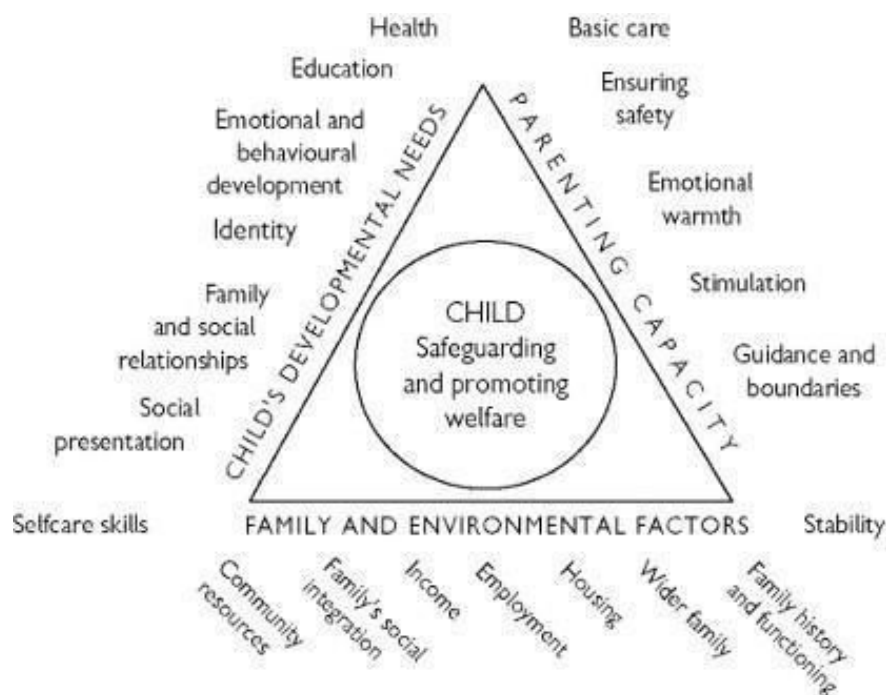 Health
Basic care
Education
Ensuring
safety
Emotional and
behavioural
development
Emotional
warmth
Identity
Stimulation
Family
and social
relationships
Guidance and
boundaries
Social
presentation
Selfcare skills
Stability
CHILD'S DEVELOPMENTAL NEEDS
PARENTING CAPACITY
CHILD
Safeguarding
and promoting
welfare
FAMILY AND ENVIRONMENTAL FACTORS
Community
resources
Family's social
integration
Income
Employment
Housing
Wider family
Family history
and functioning